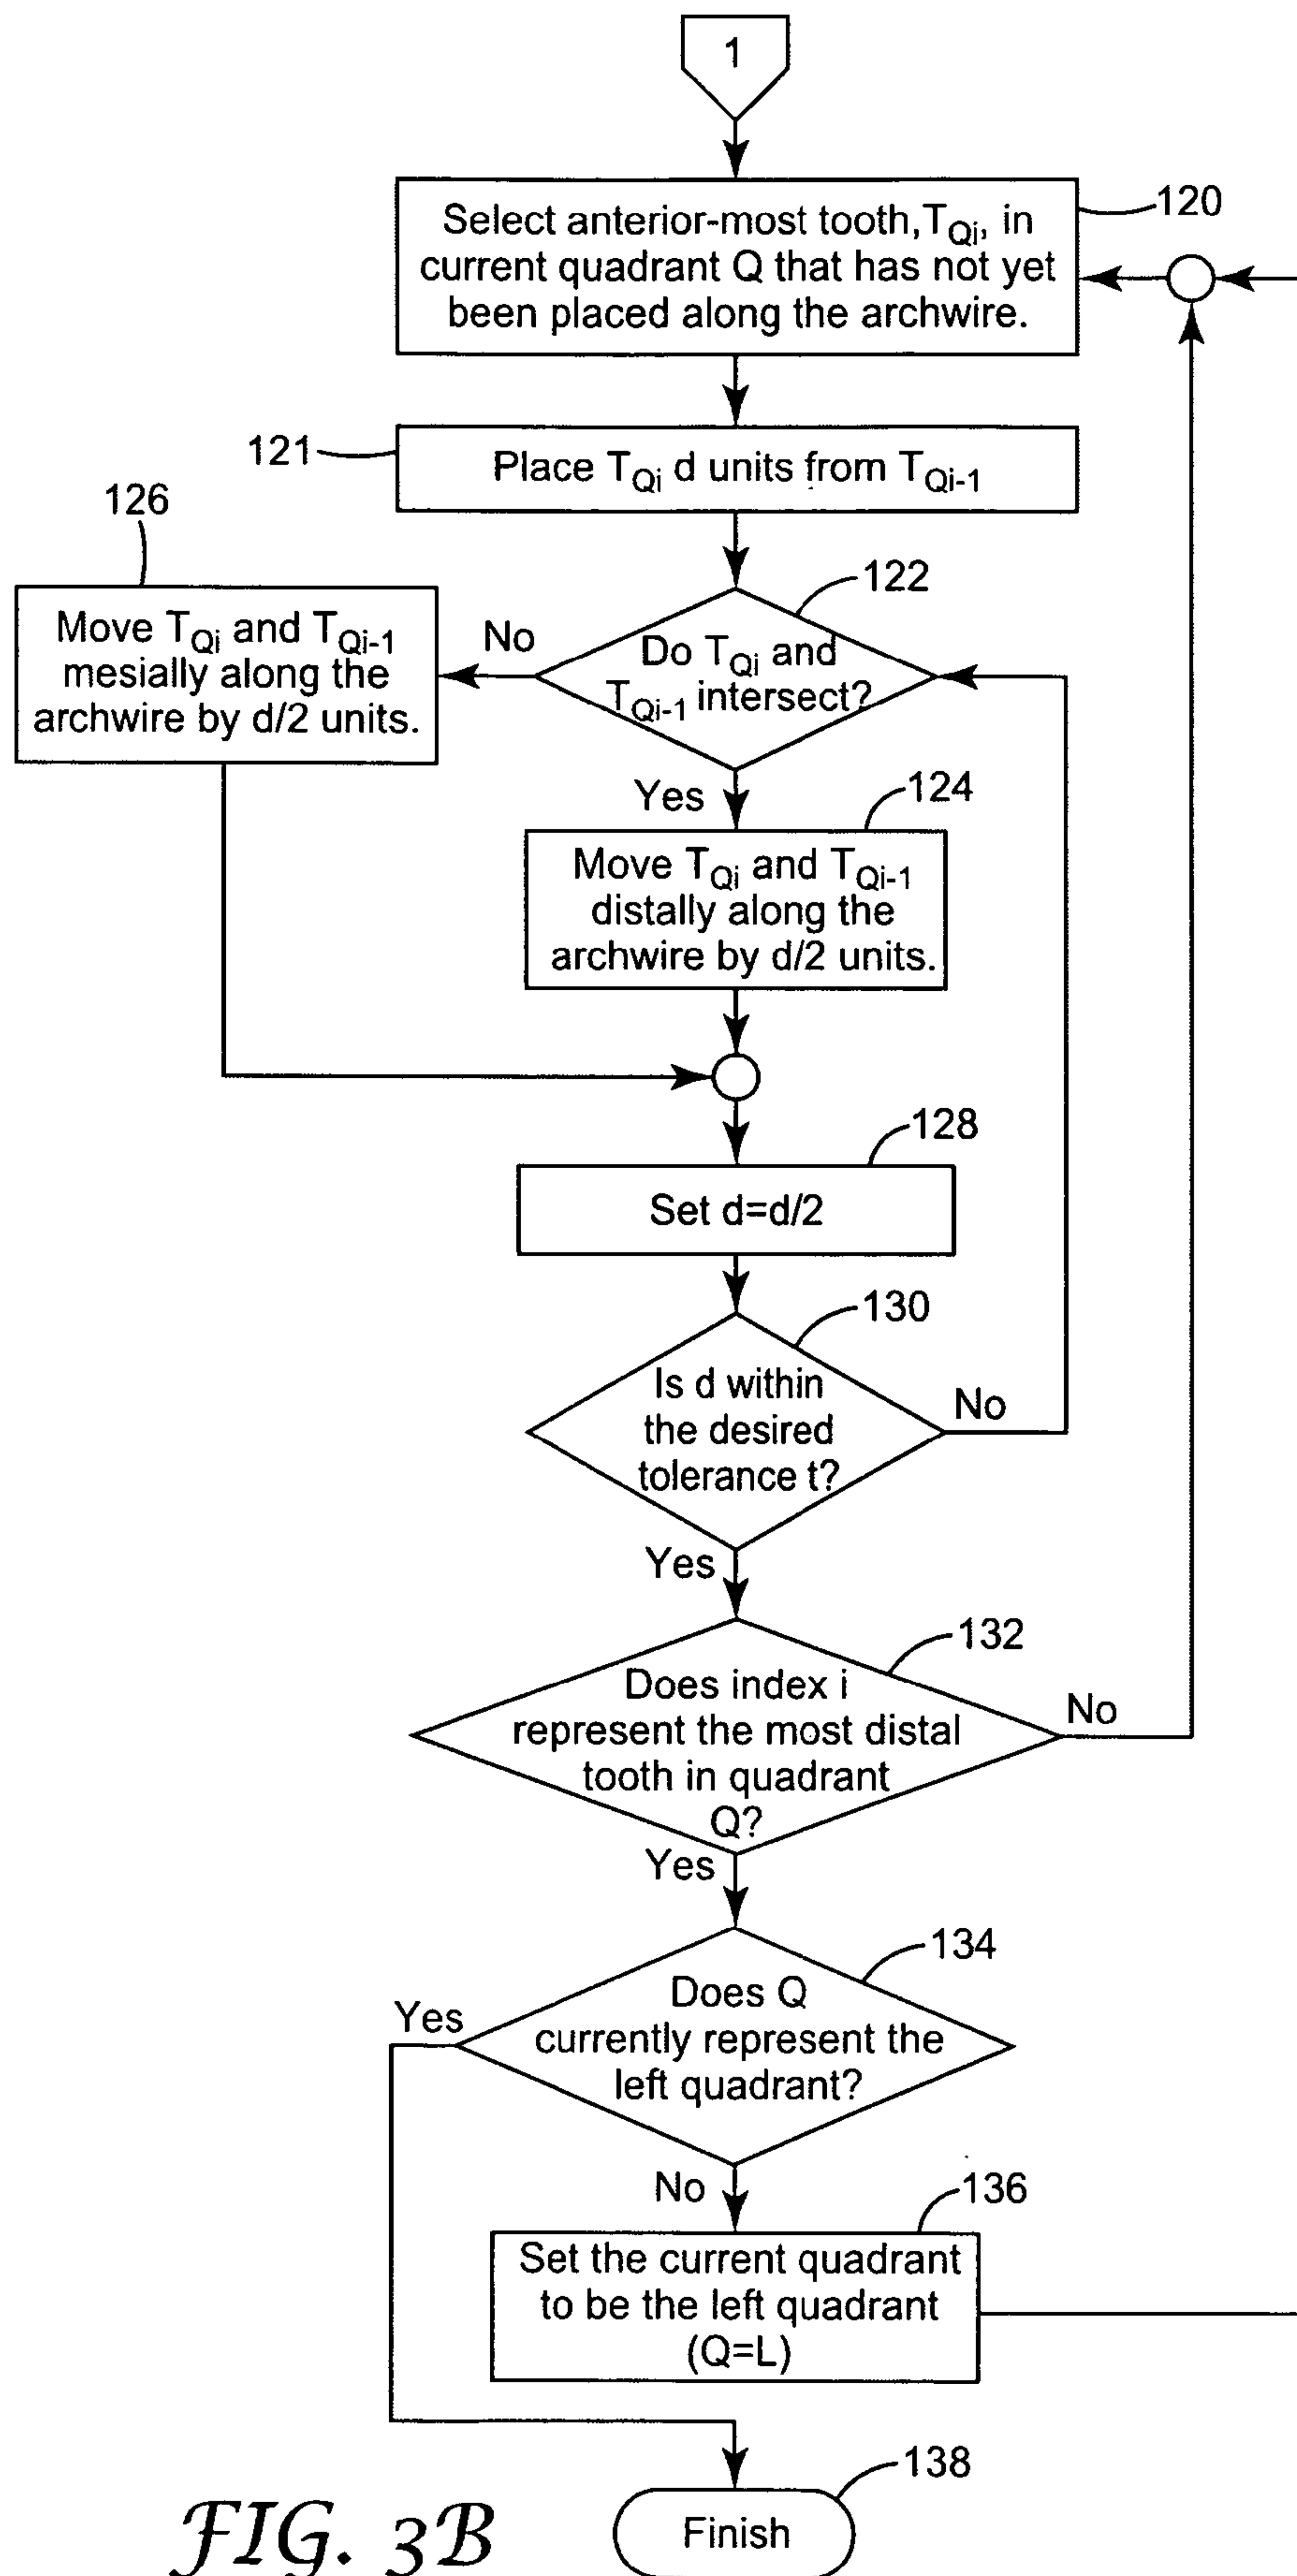 1
Select anterior-most tooth,TQi, in
current quadrant Q that has not yet
been placed along the archwire.
120
121
Place TQi d units from TQi-1
126
Move TQi and TQi-1
mesially along the
archwire by d/2 units.
No
122
Do TQi and
TQi-1 intersect?
Yes
124
Move TQi and TQi-1
distally along the
archwire by d/2 units.
128
Set d=d/2
130
Is d within
the desired
tolerance t?
No
Yes
132
Does index i
represent the most distal
tooth in quadrant
Q?
No
Yes
134
Does Q
currently represent the
left quadrant?
Yes
No
136
Set the current quadrant
to be the left quadrant
(Q=L)
138
Finish
FIG. 3B